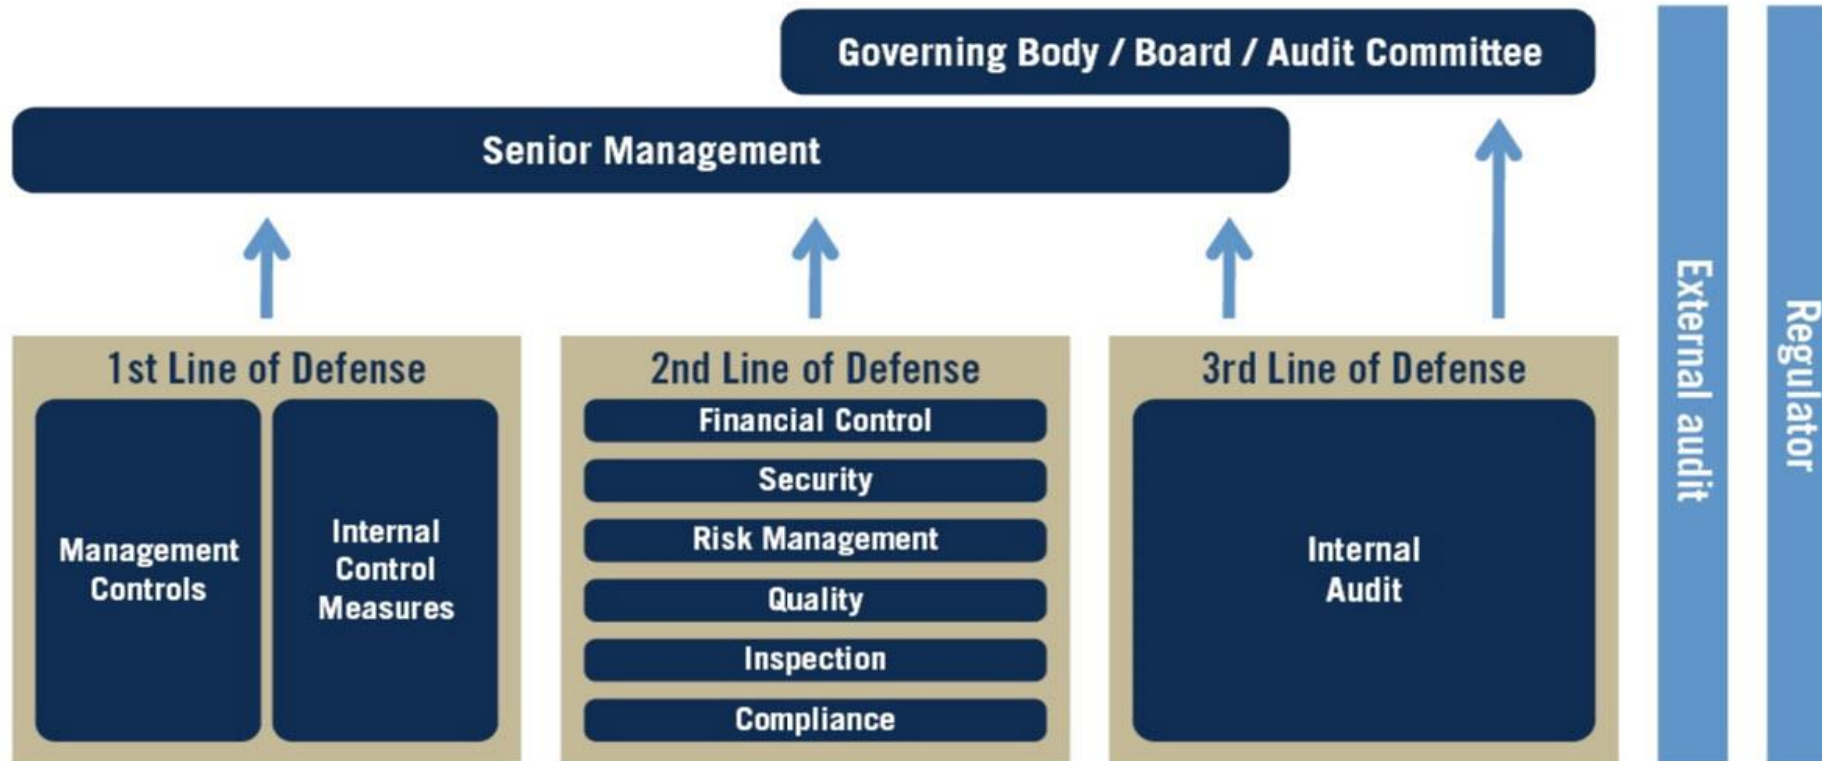 Governing Body / Board / Audit Committee
Senior Management
1st Line of Defense
Management
Controls
Internal
Control
Measures
2nd Line of Defense
Financial Control
Security
Risk Management
Quality
Inspection
Compliance
3rd Line of Defense
Internal
Audit
External audit
Regulator